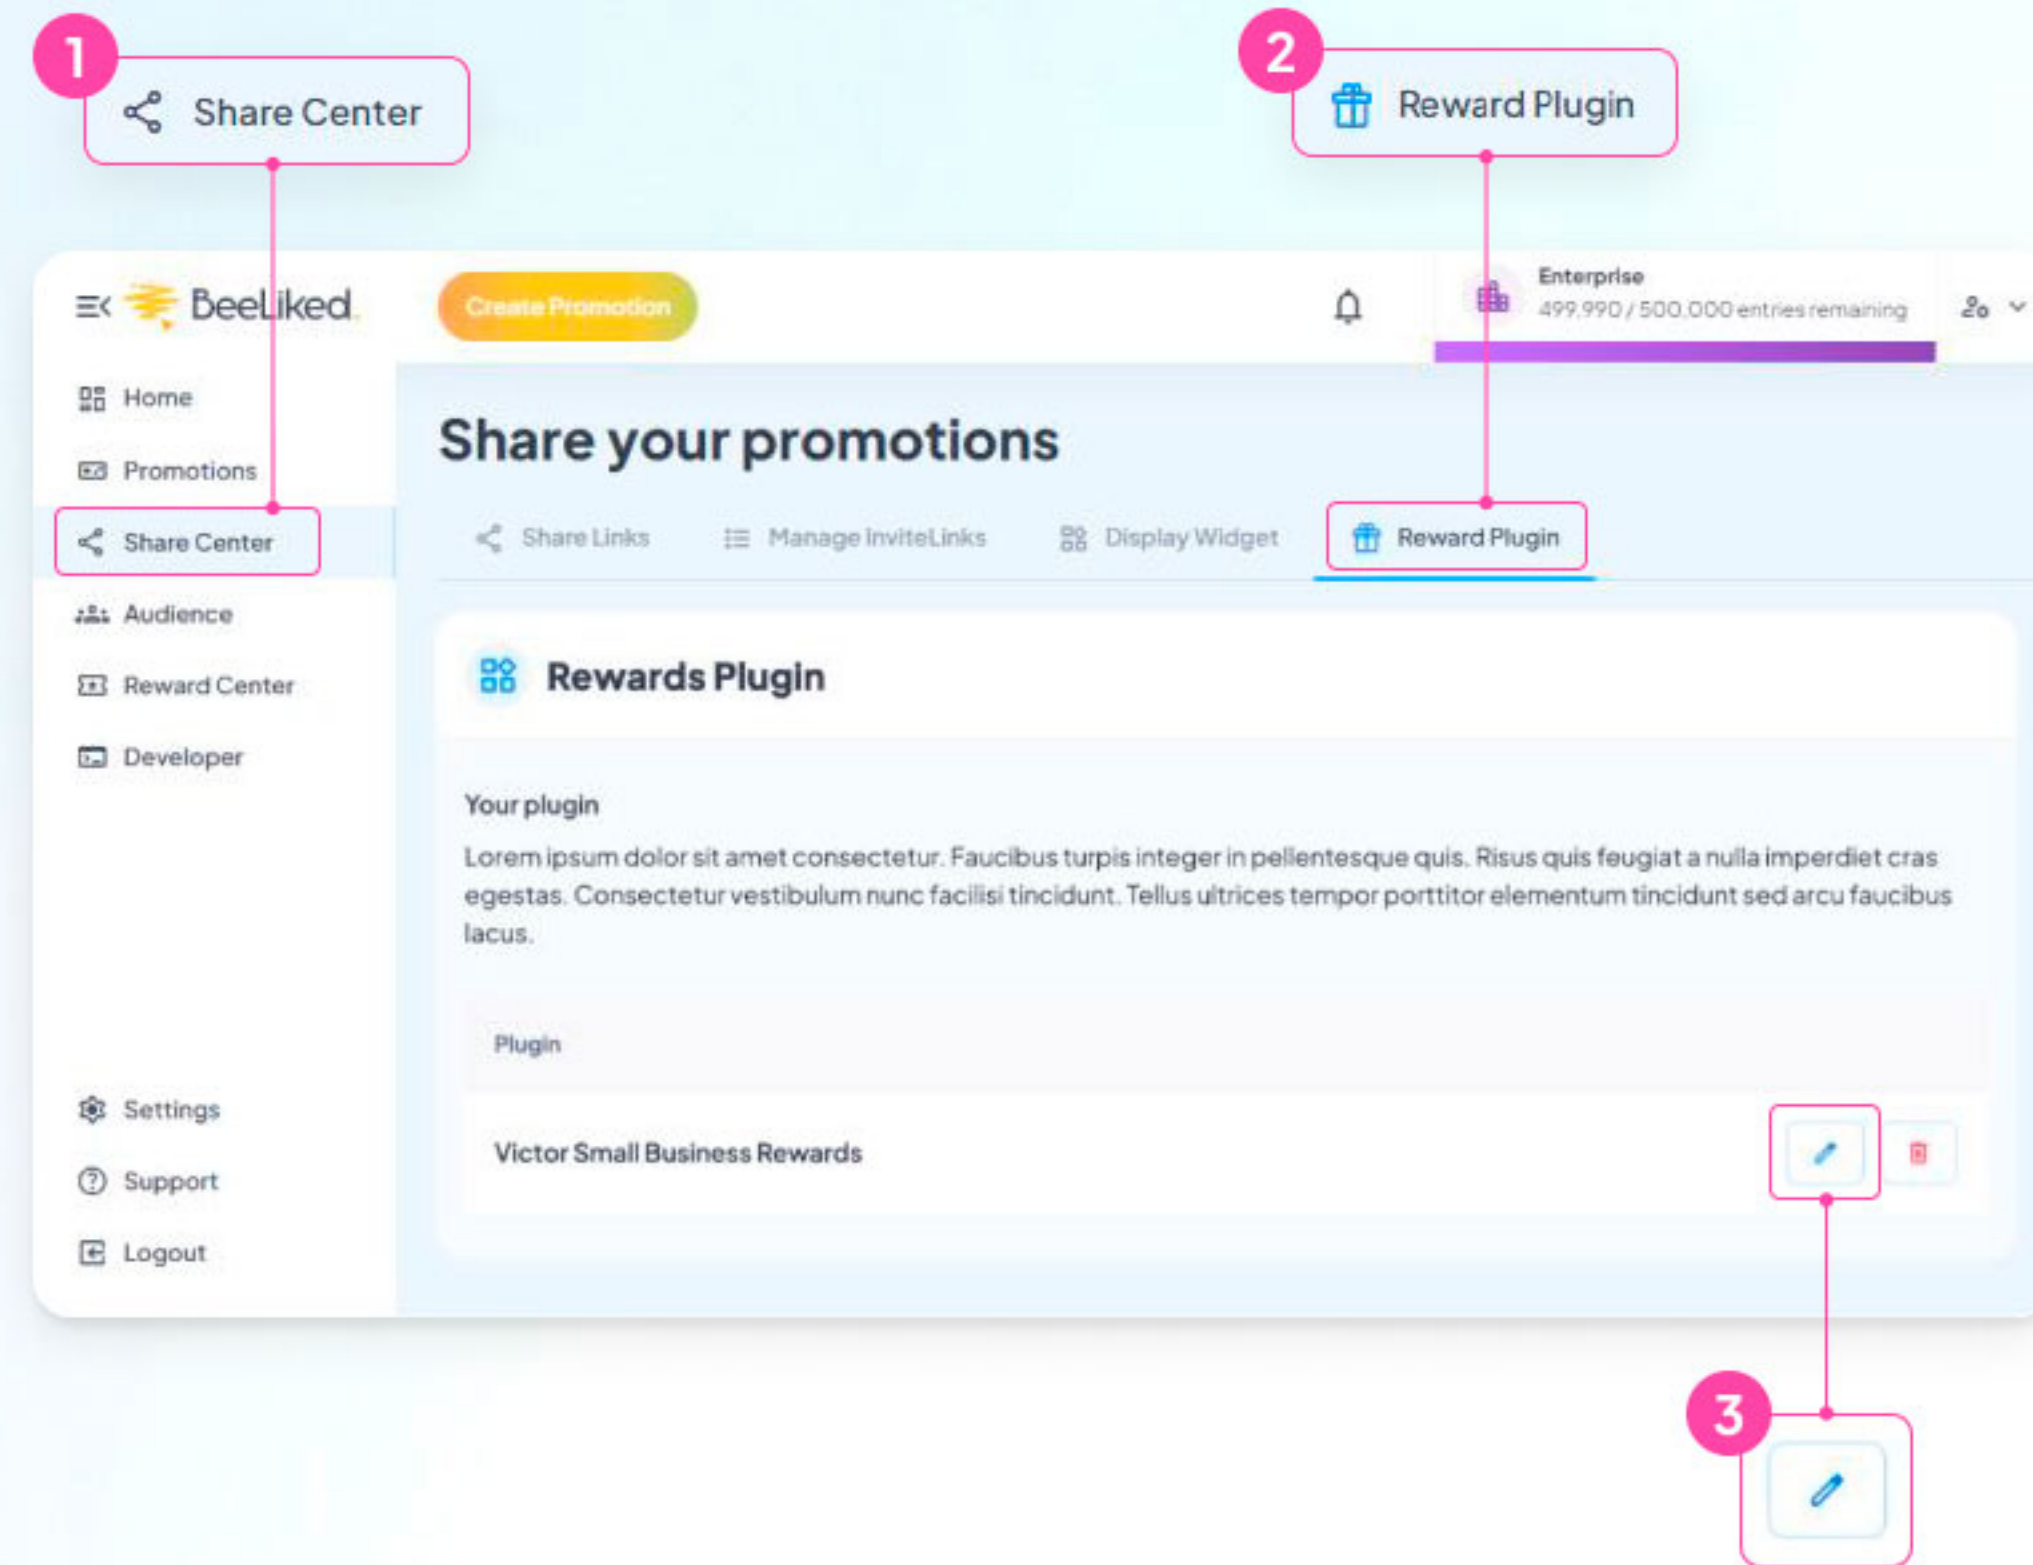 1
Share Center
2
Reward Plugin
BeeLiked.
Create Promotion
Enterprise
499,990 / 500,000 entries remaining
Home
Promotions
Share Center
Audience
Reward Center
Developer
Settings
Support
Logout
Share your promotions
Share Links
Manage InviteLinks
Display Widget
Reward Plugin
Rewards Plugin
Your plugin
Lorem ipsum dolor sit amet consectetur. Faucibus turpis integer in pellentesque quis. Risus quis feugiat a nulla imperdiet cras
egestas. Consectetur vestibulum nunc facilisi tincidunt. Tellus ultrices tempor porttitor elementum tincidunt sed arcu faucibus
lacus.
Plugin
Victor Small Business Rewards
3